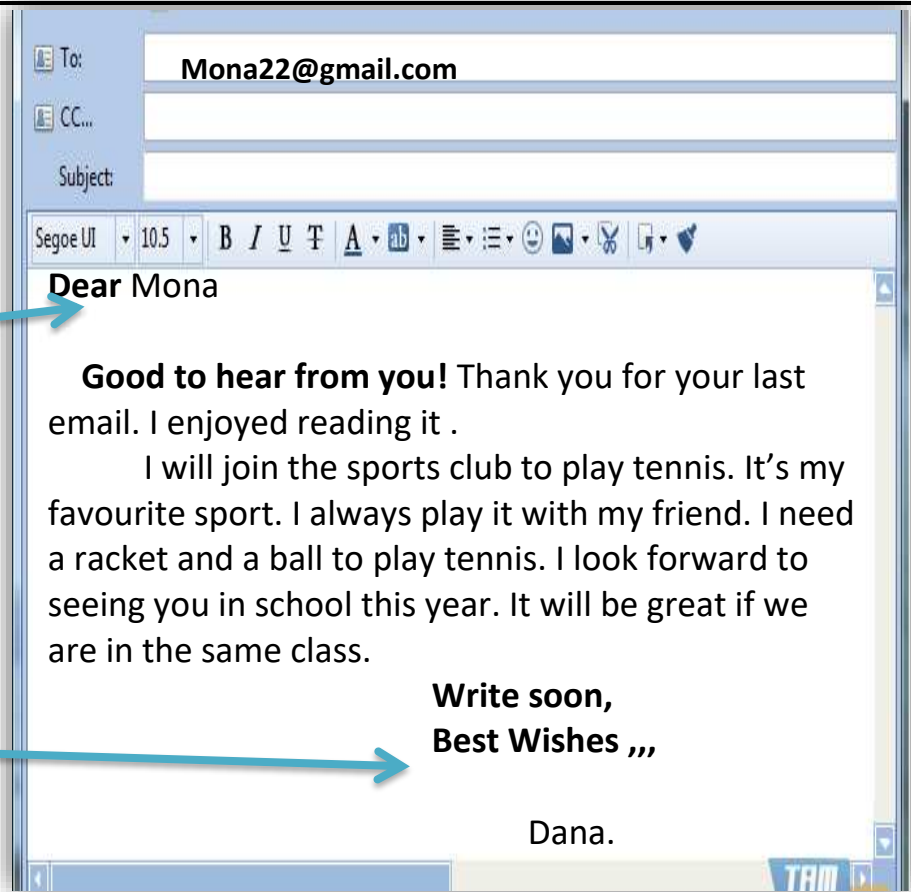 To:
Mona22@gmail.com
CC...
Subject:
Segoe UI 10.5 B I U T A ab
Dear Mona
Good to hear from you! Thank you for your last
email. I enjoyed reading it .
I will join the sports club to play tennis. It’s my
favourite sport. I always play it with my friend. I need
a racket and a ball to play tennis. I look forward to
seeing you in school this year. It will be great if we
are in the same class.
Write soon,
Best Wishes ,,,
Dana.
TAM